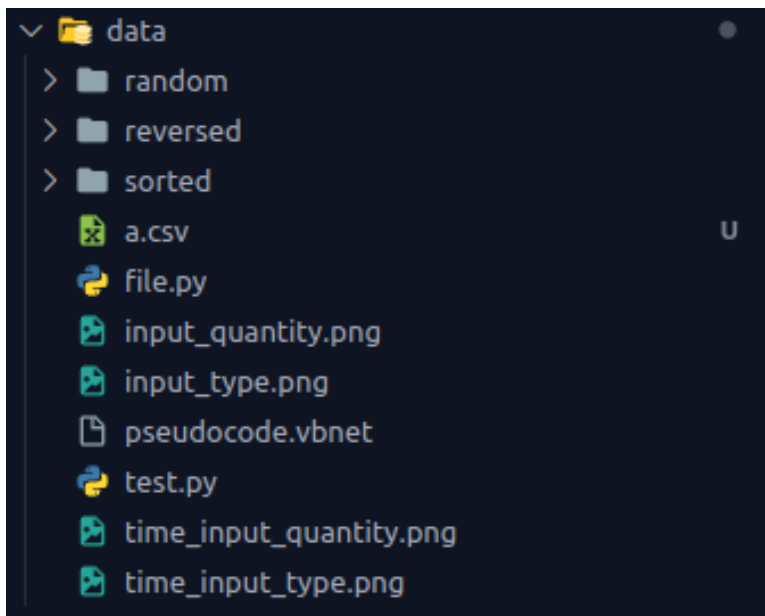 data
random
reversed
sorted
a.csv U
file.py
input_quantity.png
input_type.png
pseudocode.vbnet
test.py
time_input_quantity.png
time_input_type.png